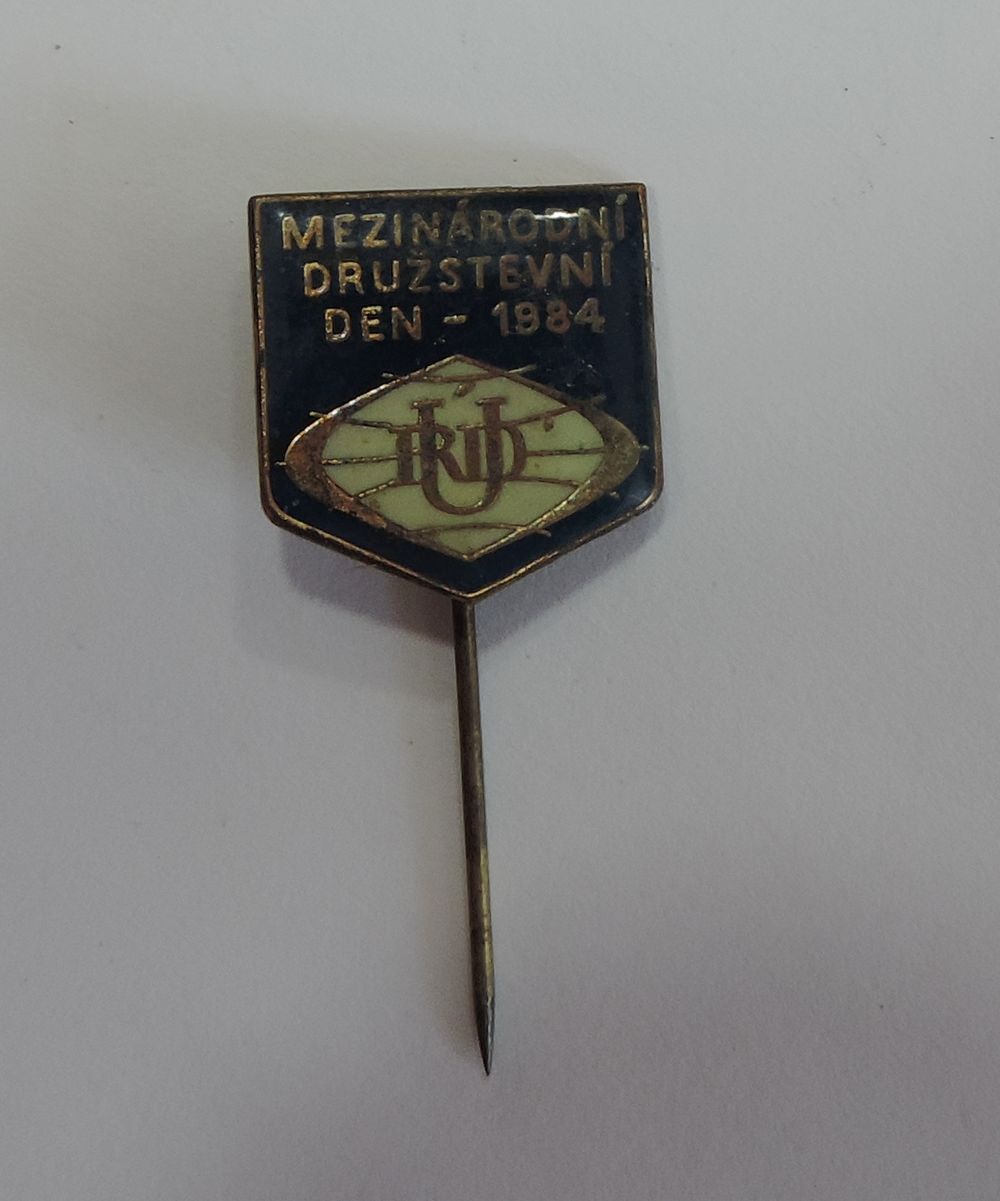 MEZINÁRODNÍ
DRUŽSTEVNÍ
DEN - 1984
ÚRD